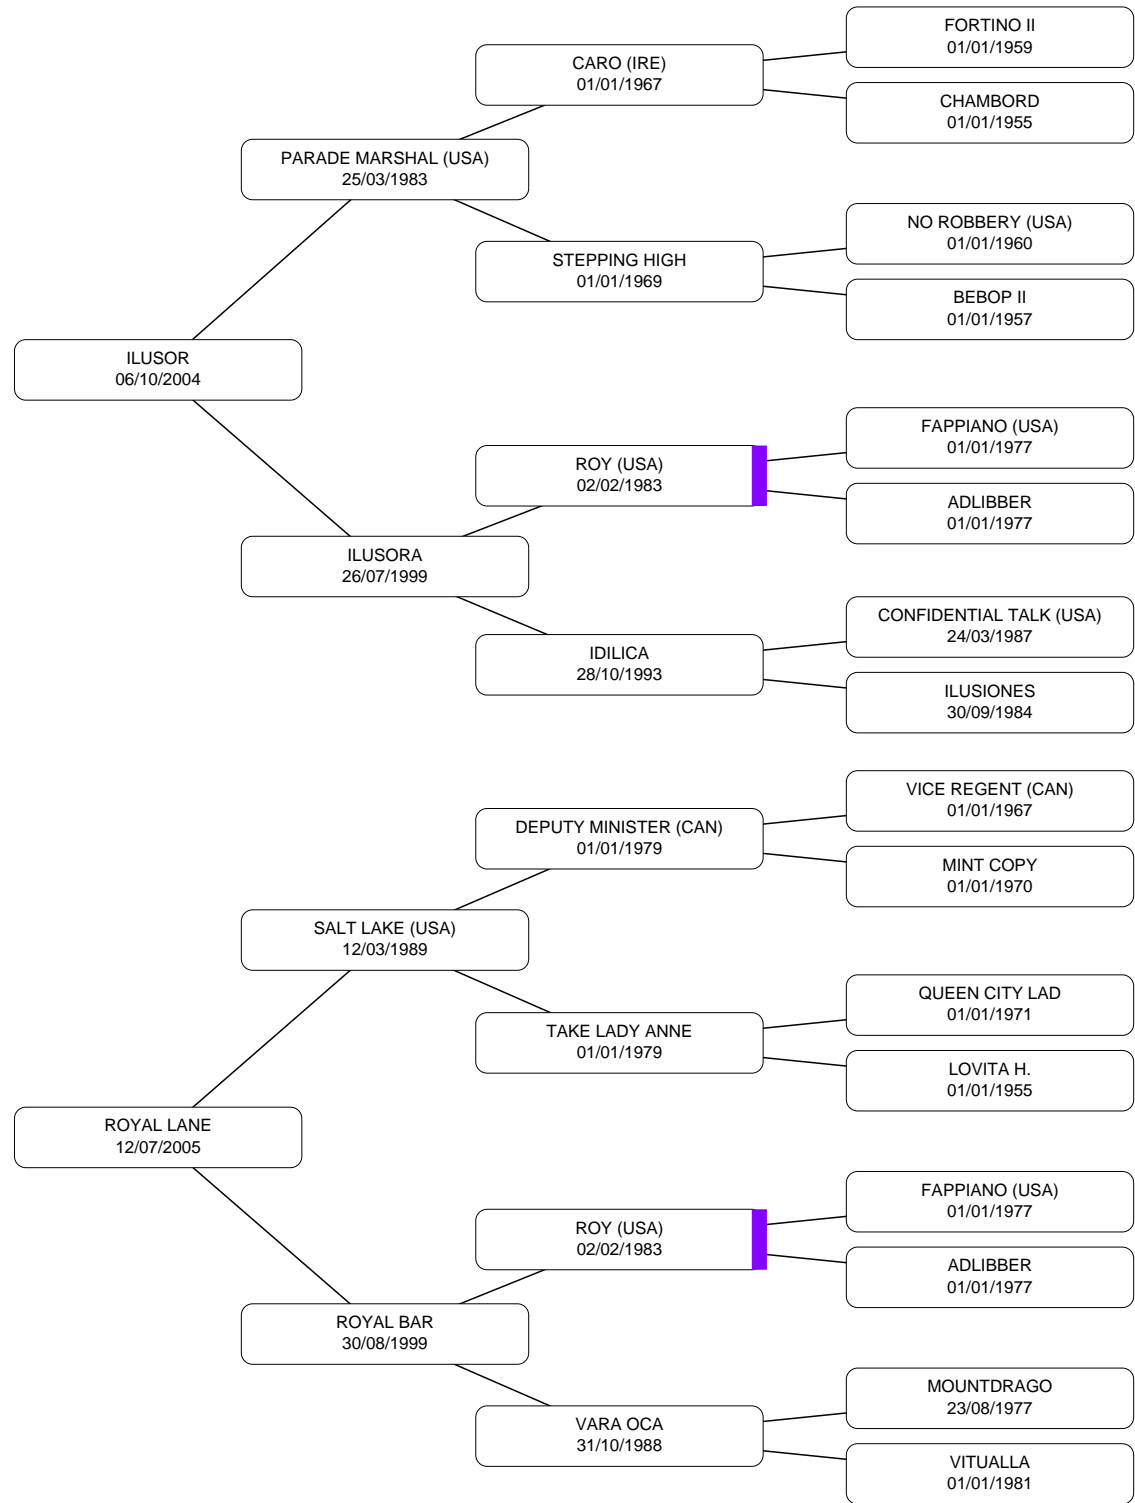 FORTINO II
01/01/1959
CARO (IRE)
01/01/1967
CHAMBORD
01/01/1955
PARADE MARSHAL (USA)
25/03/1983
NO ROBBERY (USA)
01/01/1960
STEPPING HIGH
01/01/1969
BEBOP II
01/01/1957
ILUSOR
06/10/2004
FAPPIANO (USA)
01/01/1977
ROY (USA)
02/02/1983
ADLIBBER
01/01/1977
ILUSORA
26/07/1999
CONFIDENTIAL TALK (USA)
24/03/1987
IDILICA
28/10/1993
ILUSIONES
30/09/1984
VICE REGENT (CAN)
01/01/1967
DEPUTY MINISTER (CAN)
01/01/1979
MINT COPY
01/01/1970
SALT LAKE (USA)
12/03/1989
QUEEN CITY LAD
01/01/1971
TAKE LADY ANNE
01/01/1979
LOVITA H.
01/01/1955
ROYAL LANE
12/07/2005
FAPPIANO (USA)
01/01/1977
ROY (USA)
02/02/1983
ADLIBBER
01/01/1977
ROYAL BAR
30/08/1999
MOUNTDRAGO
23/08/1977
VARA OCA
31/10/1988
VITUALLA
01/01/1981